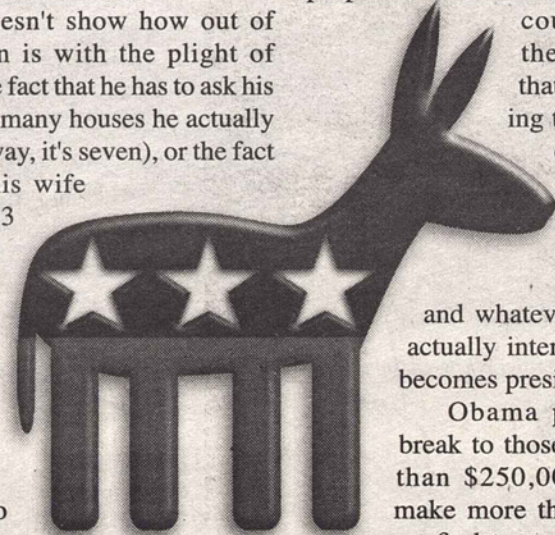 esn't show how out of
n is with the plight of
fact that he has to ask his
many houses he actually
vay, it's seven), or the fact
is wife
3
o
cou
the
that
ing t
and whatev
actually inter
becomes presi
Obama p
break to those
than $250,00
make more th